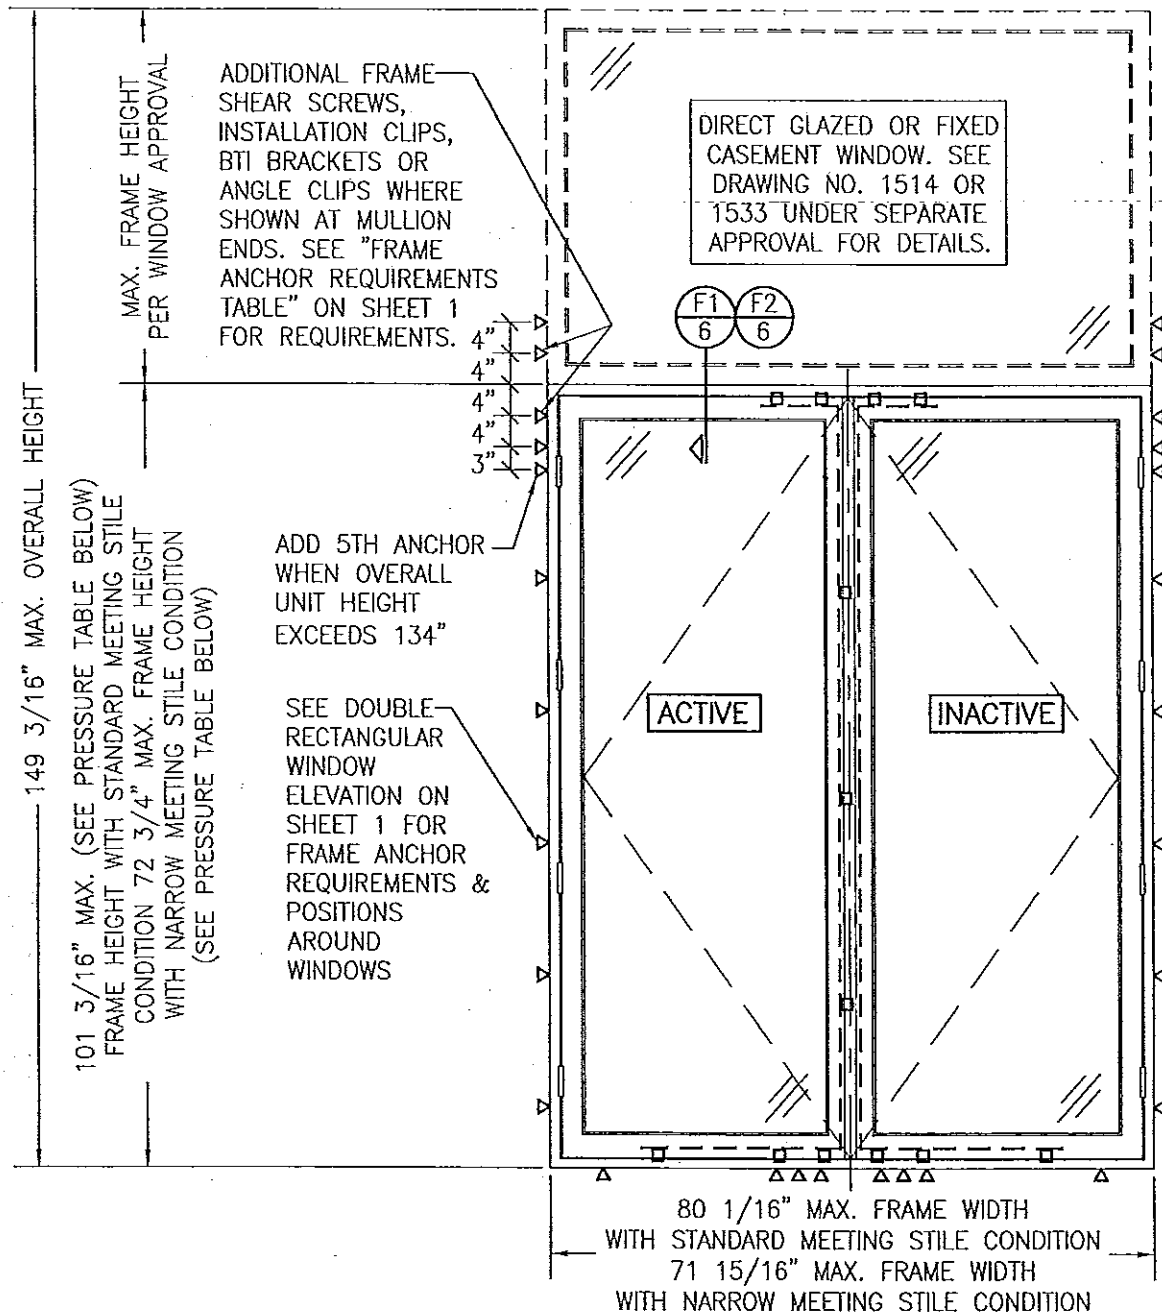 149 3/16" MAX. OVERALL HEIGHT
MAX. FRAME HEIGHT
PER WINDOW APPROVAL
101 3/16" MAX. (SEE PRESSURE TABLE BELOW)
FRAME HEIGHT WITH STANDARD MEETING STILE
CONDITION 72 3/4" MAX. FRAME HEIGHT
WITH NARROW MEETING STILE CONDITION
(SEE PRESSURE TABLE BELOW)
ADDITIONAL FRAME
SHEAR SCREWS,
INSTALLATION CLIPS,
BTI BRACKETS OR
ANGLE CLIPS WHERE
SHOWN AT MULLION
ENDS. SEE "FRAME
ANCHOR REQUIREMENTS
TABLE" ON SHEET 1
FOR REQUIREMENTS.
4"
4"
4"
4"
3"
DIRECT GLAZED OR FIXED
CASEMENT WINDOW. SEE
DRAWING NO. 1514 OR
1533 UNDER SEPARATE
APPROVAL FOR DETAILS.
F1 F2
6 6
ADD 5TH ANCHOR
WHEN OVERALL
UNIT HEIGHT
EXCEEDS 134"
SEE DOUBLE
RECTANGULAR
WINDOW
ELEVATION ON
SHEET 1 FOR
FRAME ANCHOR
REQUIREMENTS &
POSITIONS
AROUND
WINDOWS
ACTIVE
INACTIVE
80 1/16" MAX. FRAME WIDTH
WITH STANDARD MEETING STILE CONDITION
71 15/16" MAX. FRAME WIDTH
WITH NARROW MEETING STILE CONDITION